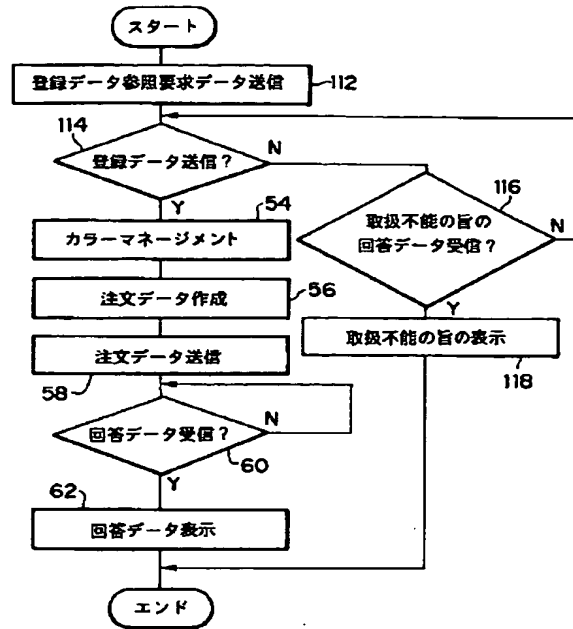 スタート
登録データ参照要求データ送信
112
114
登録データ送信?
N
Y
116
取扱不能の旨の
回答データ受信?
N
Y
54
カラーマネージメント
注文データ作成
56
取扱不能の旨の表示
118
注文データ送信
58
回答データ受信?
N
60
Y
62
回答データ表示
エンド